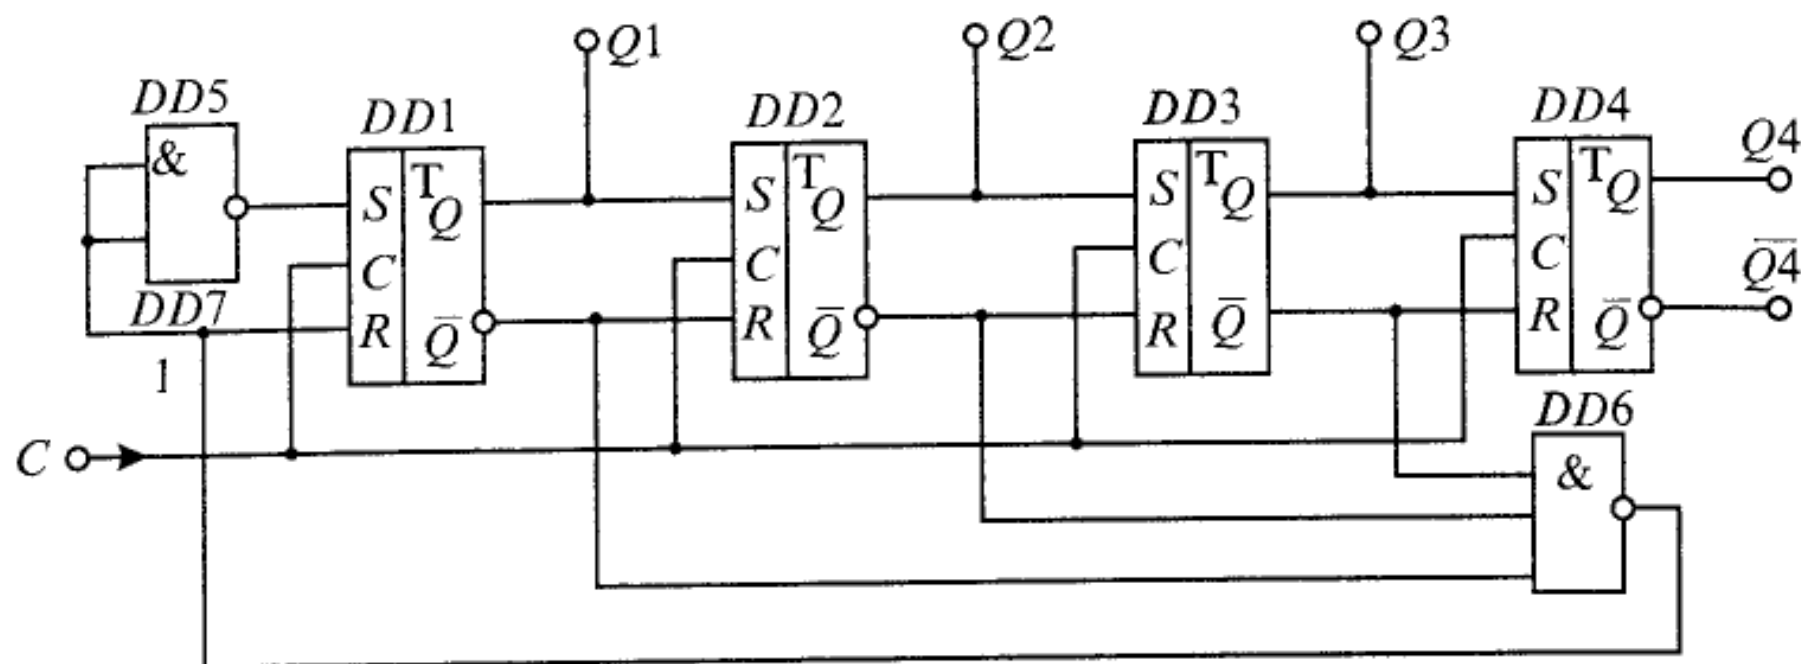 Q1
Q2
Q3
DD5
DD1
DD2
DD3
DD4
Q4
&
T
T
T
T
S
Q
S
Q
S
Q
S
Q
C
C
C
C
Q̅4̅
DD7
R
Q̅
R
Q̅
R
Q̅
R
Q̅
1
DD6
C
&